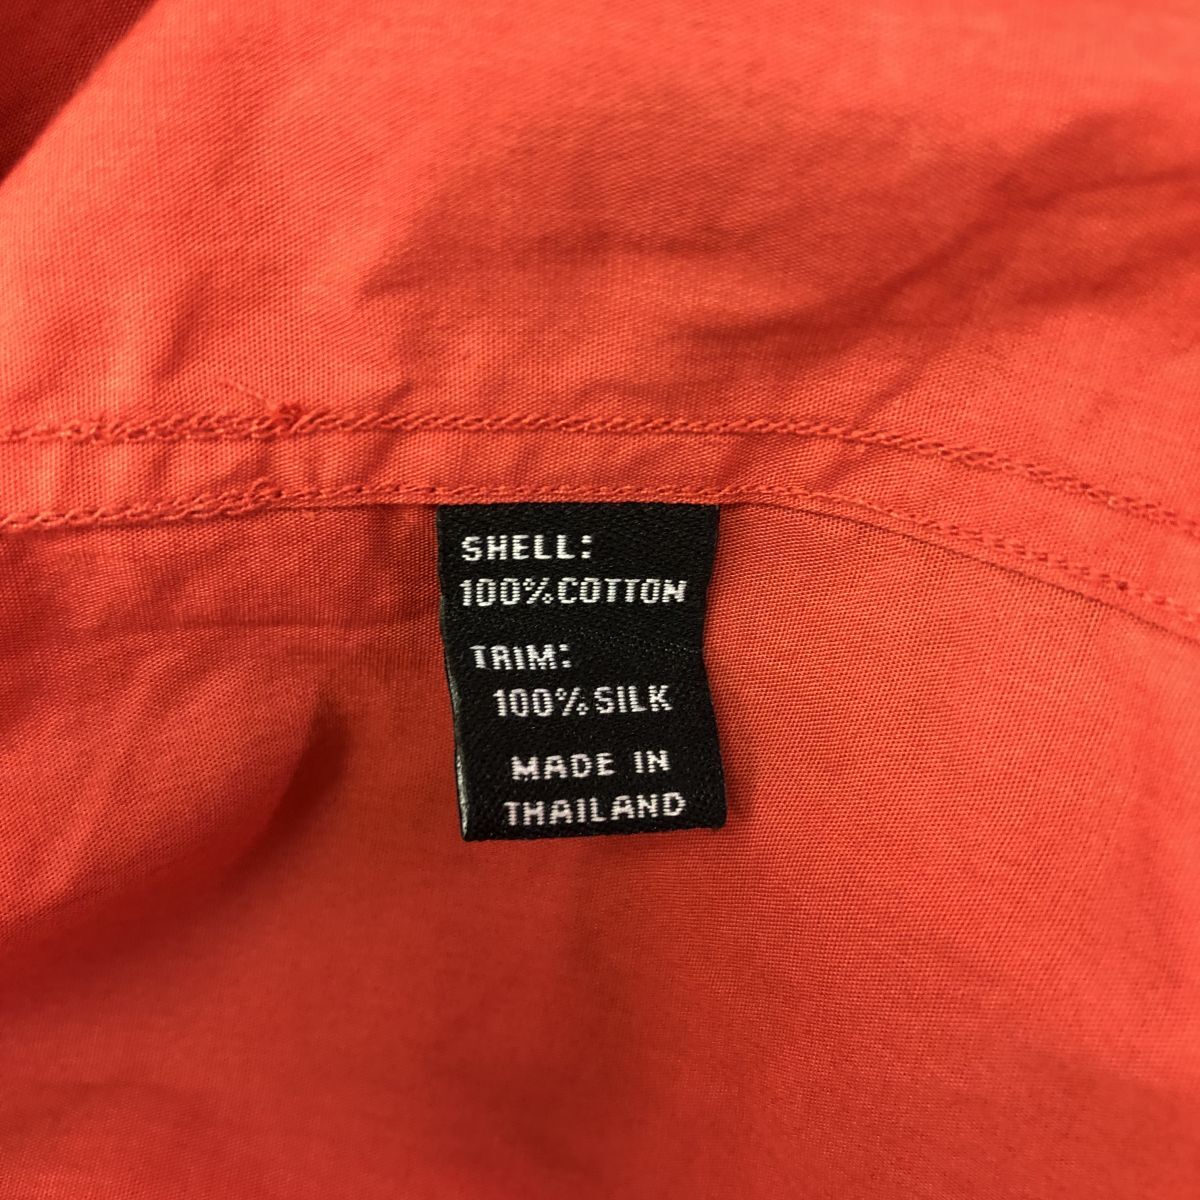 SHELL:
100%COTTON
TRIM:
100%SILK
MADE IN
THAILAND